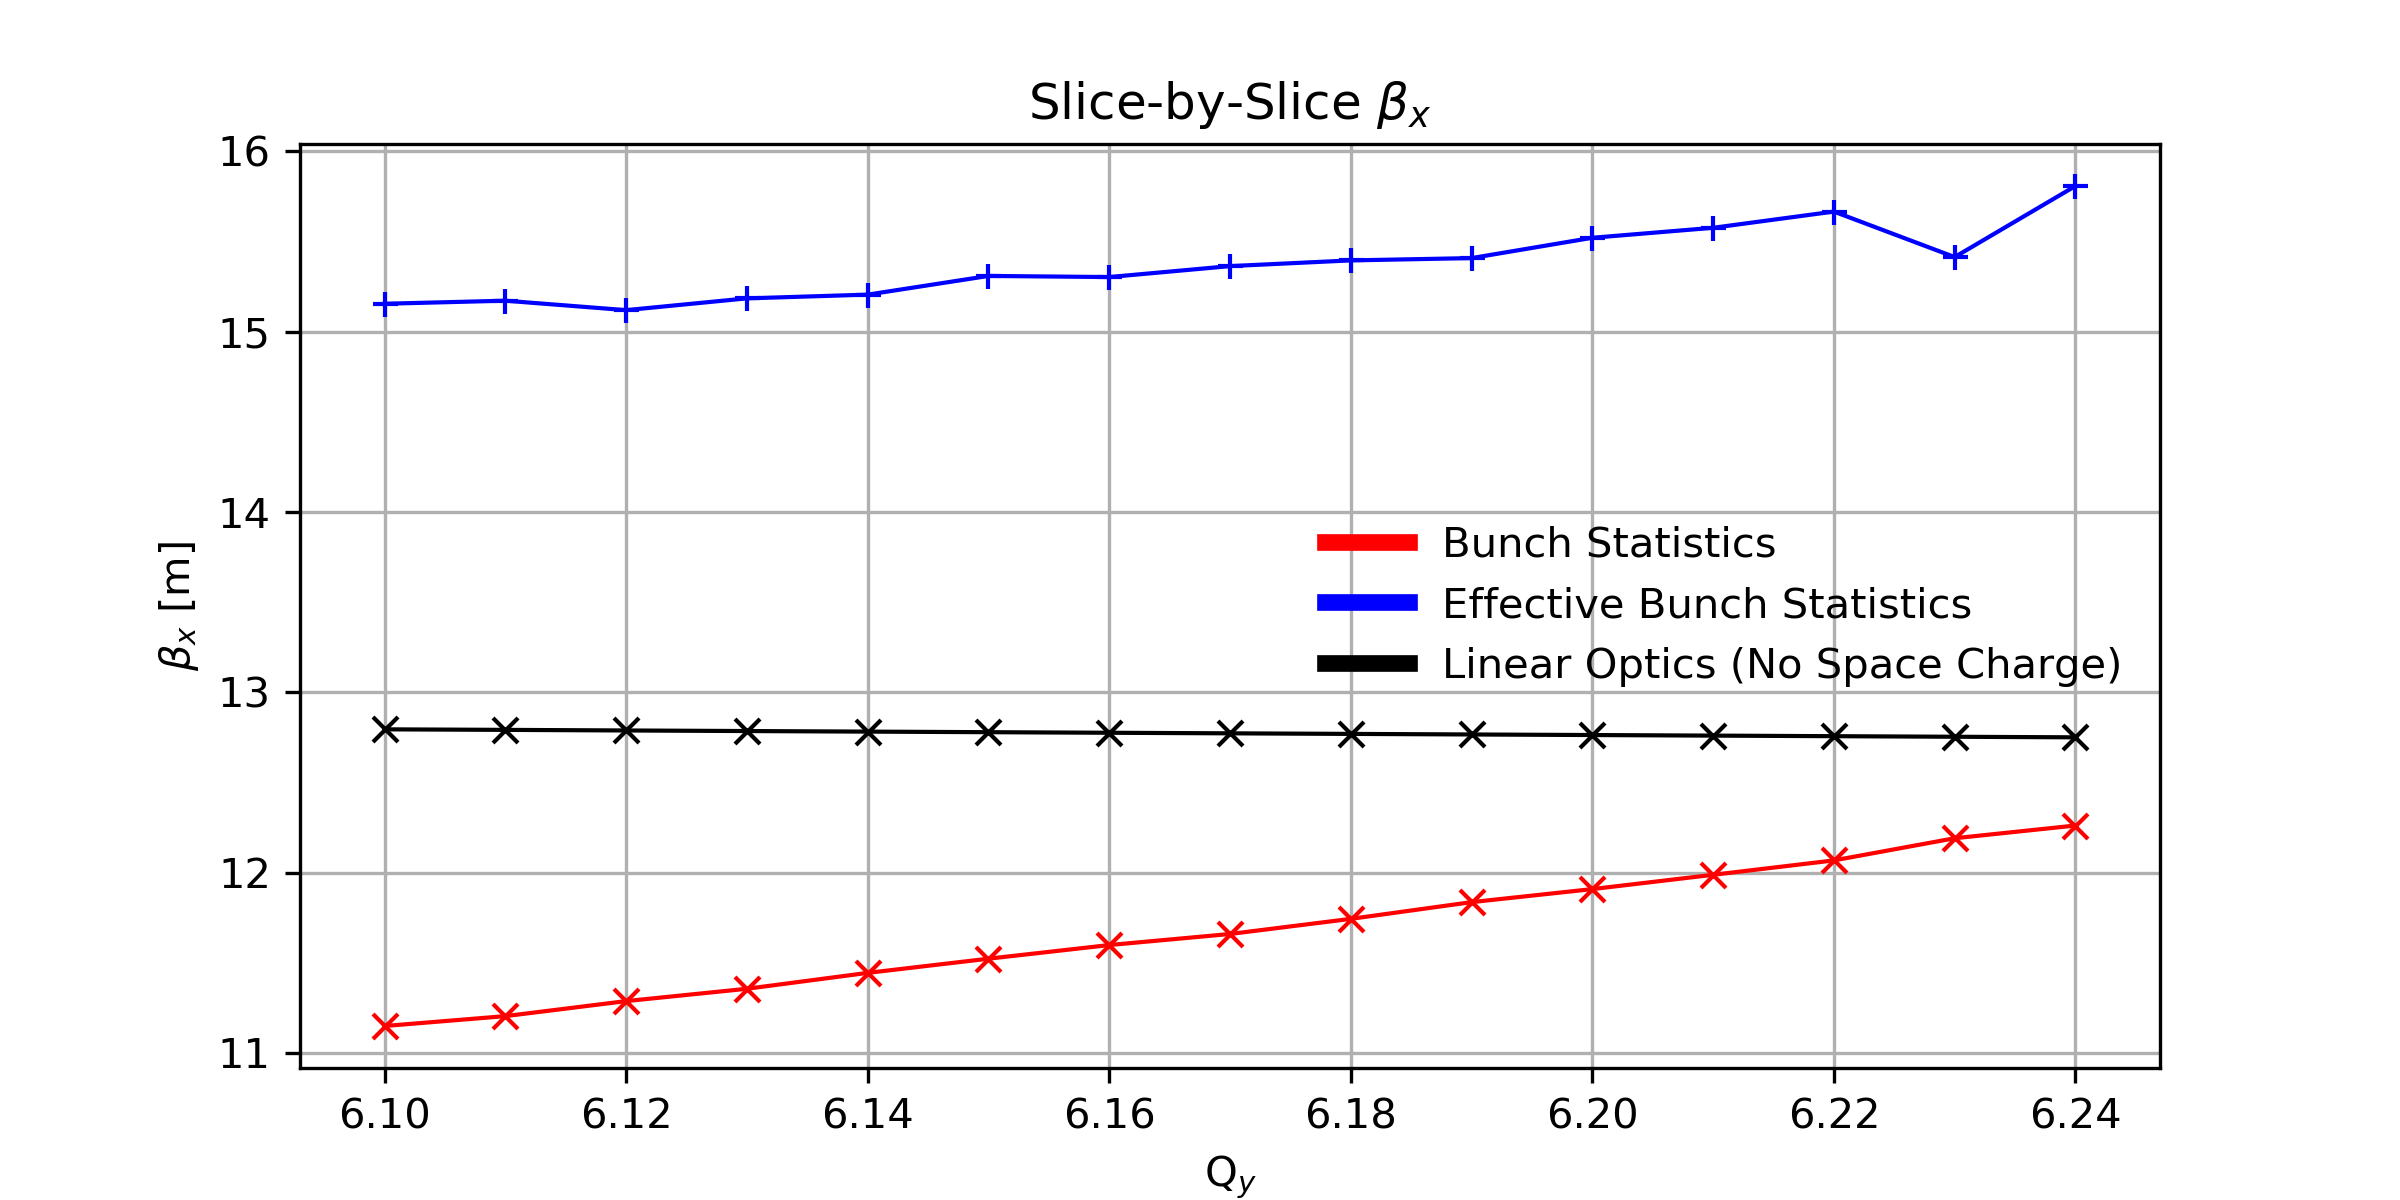 Slice-by-Slice βx
16
15
14
13
12
11
βx [m]
Bunch Statistics
Effective Bunch Statistics
Linear Optics (No Space Charge)
6.10 6.12 6.14 6.16 6.18 6.20 6.22 6.24
Qy